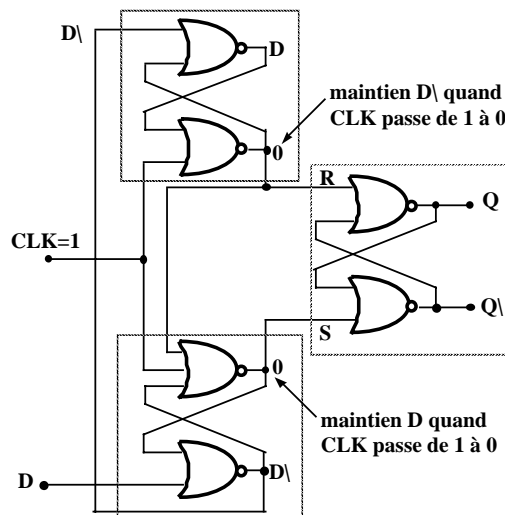 D\
D
maintien D\ quand
CLK passe de 1 à 0
0
R
Q
CLK=1
Q\
S
0
maintien D quand
CLK passe de 1 à 0
D
D\